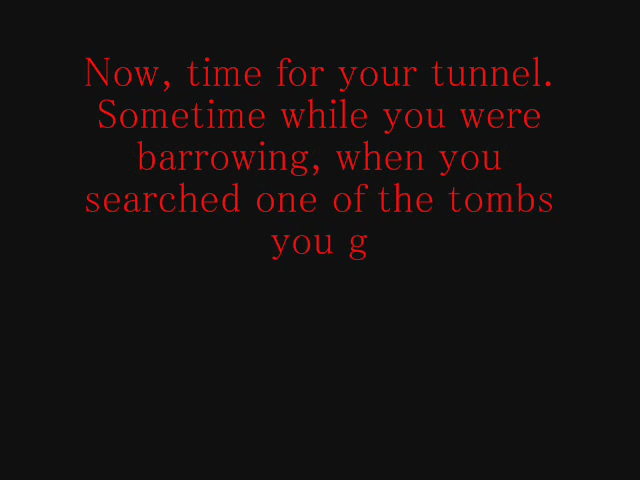 Now, time for your tunnel.
Sometime while you were
barrowing, when you
searched one of the tombs
you g